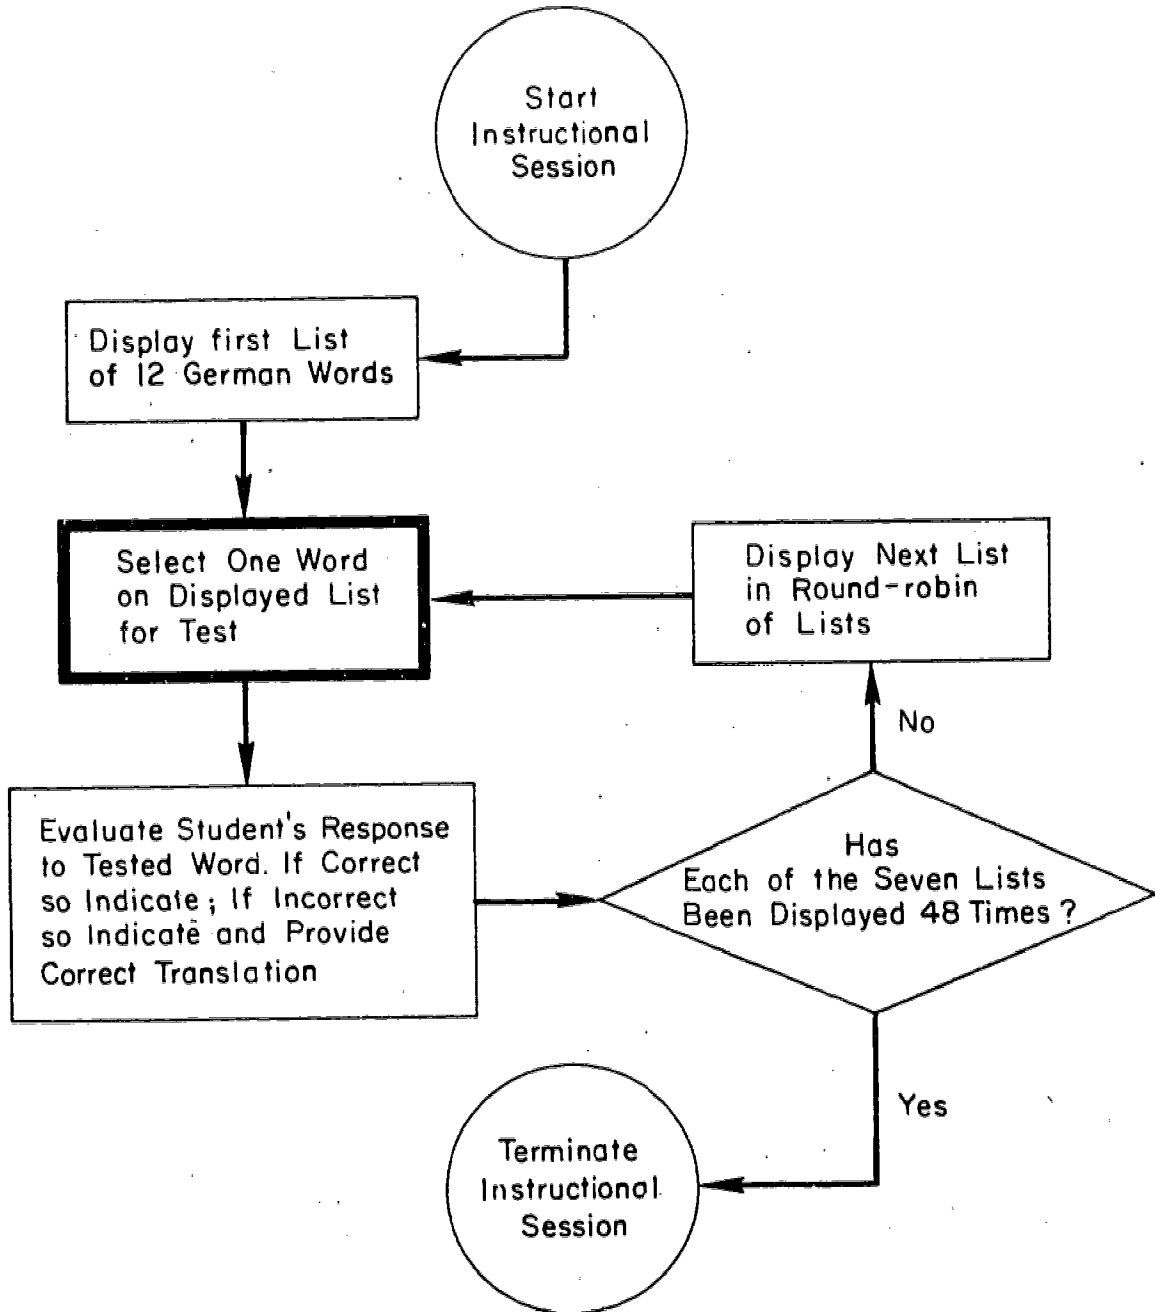 Start
Instructional
Session
Display first List
of 12 German Words
Select One Word
on Displayed List
for Test
Display Next List
in Round-robin
of Lists
No
Evaluate Student's Response
to Tested Word. If Correct
so Indicate; If Incorrect
so Indicate and Provide
Correct Translation
Has
Each of the Seven Lists
Been Displayed 48 Times?
Yes
Terminate
Instructional
Session